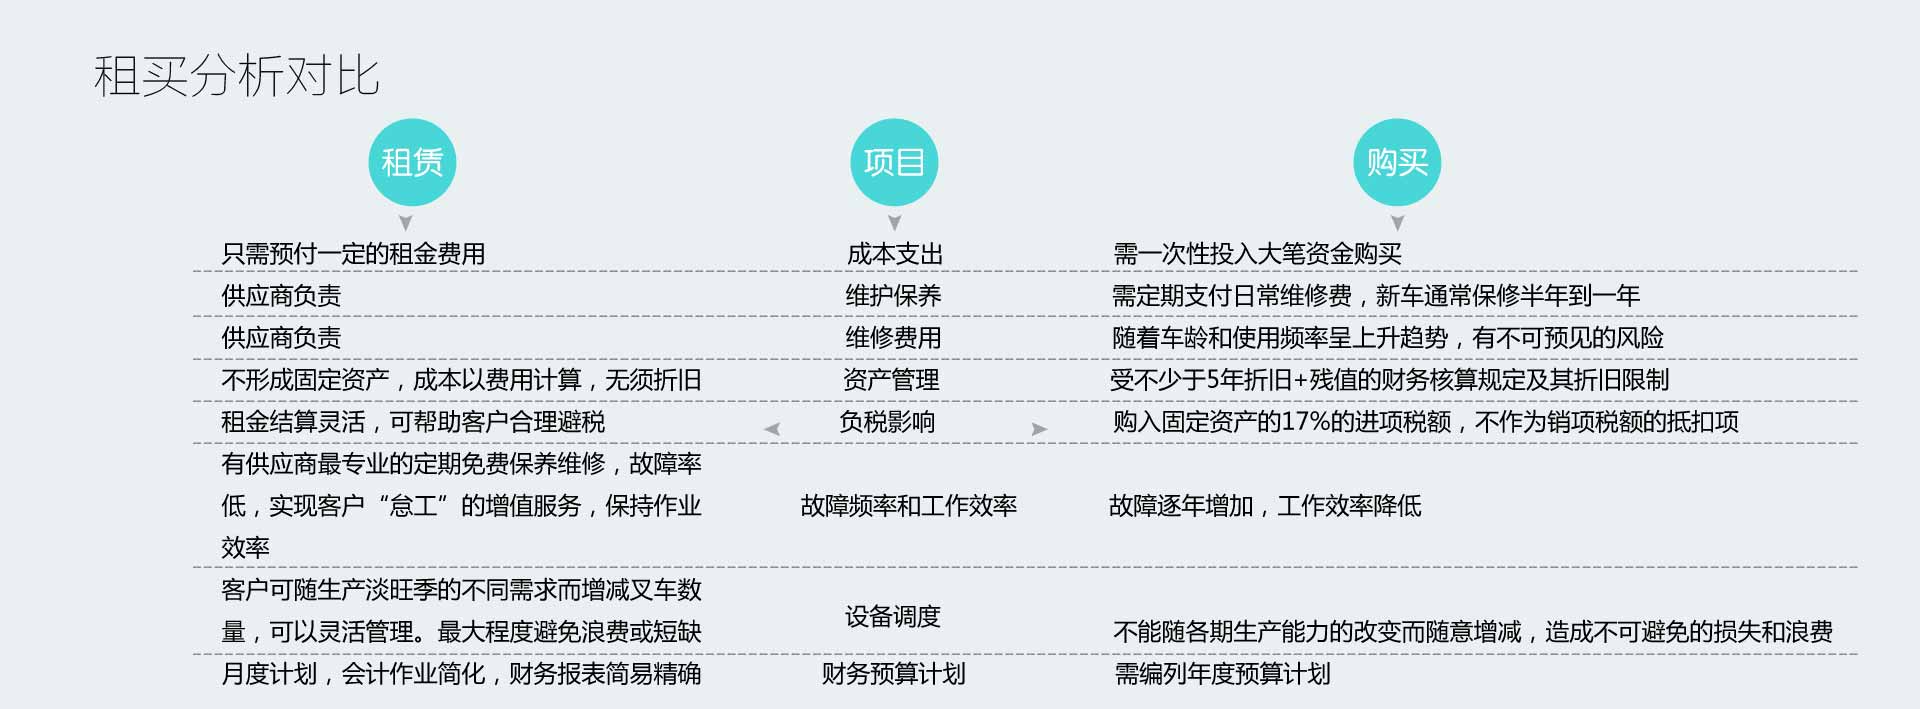 租买分析对比
租赁 项目 购买
只需预付一定的租金费用 成本支出 需一次性投入大笔资金购买
供应商负责 维护保养 需定期支付日常维修费，新车通常保修半年到一年
供应商负责 维修费用 随着车龄和使用频率呈上升趋势，有不可预见的风险
不形成固定资产，成本以费用计算，无须折旧 资产管理 受不少于5年折旧+残值的财务核算规定及其折旧限制
租金结算灵活，可帮助客户合理避税 负税影响 购入固定资产的17%的进项税额，不作为销项税额的抵扣项
有供应商最专业的定期免费保养维修，故障率
低，实现客户“怠工”的增值服务，保持作业 故障频率和工作效率 故障逐年增加，工作效率降低
效率
客户可随生产淡旺季的不同需求而增减叉车数
设备调度
量，可以灵活管理。最大程度避免浪费或短缺 不能随各期生产能力的改变而随意增减，造成不可避免的损失和浪费
月度计划，会计作业简化，财务报表简易精确 财务预算计划 需编列年度预算计划